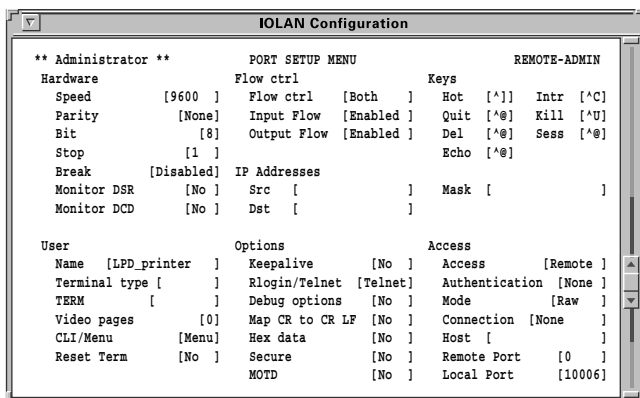 IOLAN Configuration
** Administrator ** PORT SETUP MENU REMOTE-ADMIN
Hardware Flow ctrl Keys
Speed [9600 ] Flow ctrl [Both ] Hot [^]] Intr [^C]
Parity [None] Input Flow [Enabled ] Quit [^@] Kill [^U]
Bit [8] Output Flow [Enabled ] Del [^@] Sess [^@]
Stop [1 ] Echo [^@]
Break [Disabled] IP Addresses
Monitor DSR [No ] Src [ ] Mask [ ]
Monitor DCD [No ] Dst [ ]
User Options Access
Name [LPD_printer ] Keepalive [No ] Access [Remote ]
Terminal type [ ] Rlogin/Telnet [Telnet] Authentication [None ]
TERM [ ] Debug options [No ] Mode [Raw ]
Video pages [0] Map CR to CR LF [No ] Connection [None ]
CLI/Menu [Menu] Hex data [No ] Host [ ]
Reset Term [No ] Secure [No ] Remote Port [0 ]
MOTD [No ] Local Port [10006]